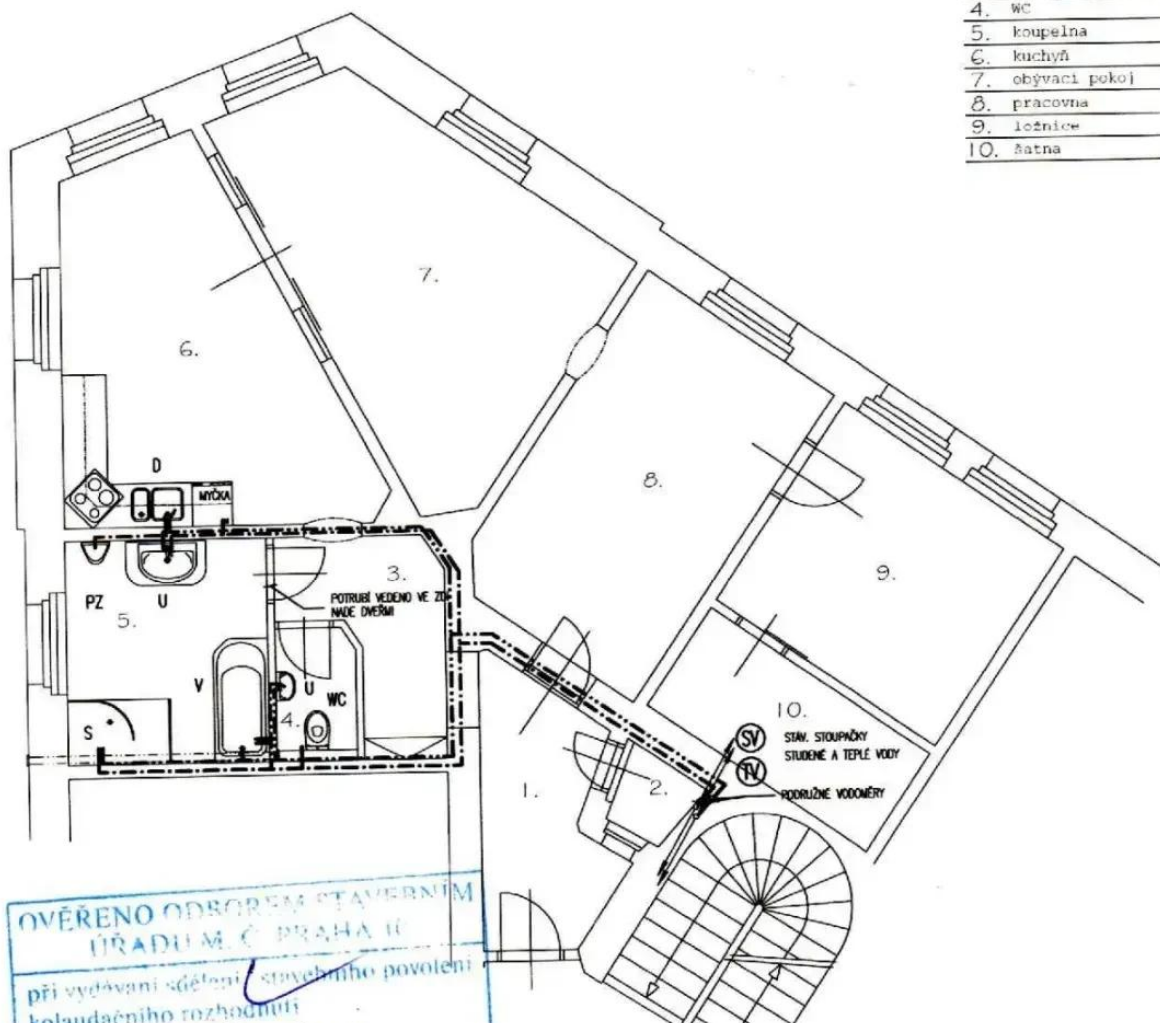 4. WC
5. koupelna
6. kuchyň
7. obývací pokoj
8. pracovna
9. ložnice
10. šatna
7.
6.
D
MYČKA
8.
9.
3.
POTRUBÍ VEDENO VE
NADE DVEŘMI
PZ
U
5.
V
U
WC
4.
S
10.
SV
STÁV. STOUPAČKY
STUDENÉ A TEPLÉ VODY
TV
PODRUŽNÉ VODOMĚRY
1.
2.
OVĚŘENO ODBOREM STAVEBNÍM
ÚŘADU M. Č. PRAHA
při vydávání sdělení stavebního povolení
kolaudačního rozhodnutí